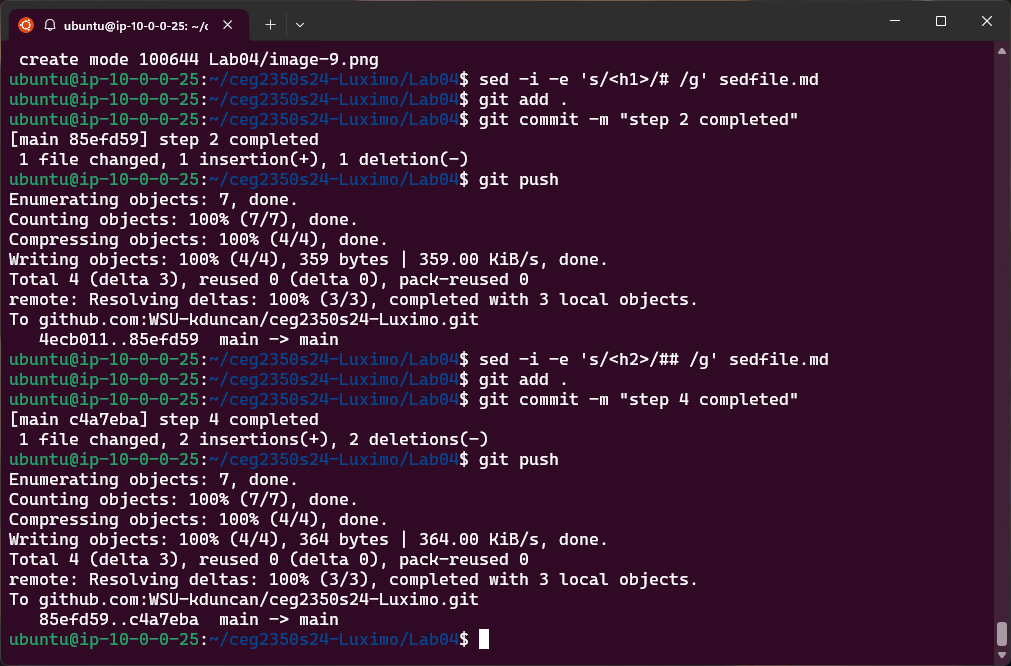 ubuntu@ip-10-0-0-25: ~/c
create mode 100644 Lab04/image-9.png
ubuntu@ip-10-0-0-25:~/ceg2350s24-Luximo/Lab04$ sed -i -e 's/<h1>/# /g' sedfile.md
ubuntu@ip-10-0-0-25:~/ceg2350s24-Luximo/Lab04$ git add .
ubuntu@ip-10-0-0-25:~/ceg2350s24-Luximo/Lab04$ git commit -m "step 2 completed"
[main 85efd59] step 2 completed
 1 file changed, 1 insertion(+), 1 deletion(-)
ubuntu@ip-10-0-0-25:~/ceg2350s24-Luximo/Lab04$ git push
Enumerating objects: 7, done.
Counting objects: 100% (7/7), done.
Compressing objects: 100% (4/4), done.
Writing objects: 100% (4/4), 359 bytes | 359.00 KiB/s, done.
Total 4 (delta 3), reused 0 (delta 0), pack-reused 0
remote: Resolving deltas: 100% (3/3), completed with 3 local objects.
To github.com:WSU-kduncan/ceg2350s24-Luximo.git
   4ecb011..85efd59  main -> main
ubuntu@ip-10-0-0-25:~/ceg2350s24-Luximo/Lab04$ sed -i -e 's/<h2>/## /g' sedfile.md
ubuntu@ip-10-0-0-25:~/ceg2350s24-Luximo/Lab04$ git add .
ubuntu@ip-10-0-0-25:~/ceg2350s24-Luximo/Lab04$ git commit -m "step 4 completed"
[main c4a7eba] step 4 completed
 1 file changed, 2 insertions(+), 2 deletions(-)
ubuntu@ip-10-0-0-25:~/ceg2350s24-Luximo/Lab04$ git push
Enumerating objects: 7, done.
Counting objects: 100% (7/7), done.
Compressing objects: 100% (4/4), done.
Writing objects: 100% (4/4), 364 bytes | 364.00 KiB/s, done.
Total 4 (delta 3), reused 0 (delta 0), pack-reused 0
remote: Resolving deltas: 100% (3/3), completed with 3 local objects.
To github.com:WSU-kduncan/ceg2350s24-Luximo.git
   85efd59..c4a7eba  main -> main
ubuntu@ip-10-0-0-25:~/ceg2350s24-Luximo/Lab04$